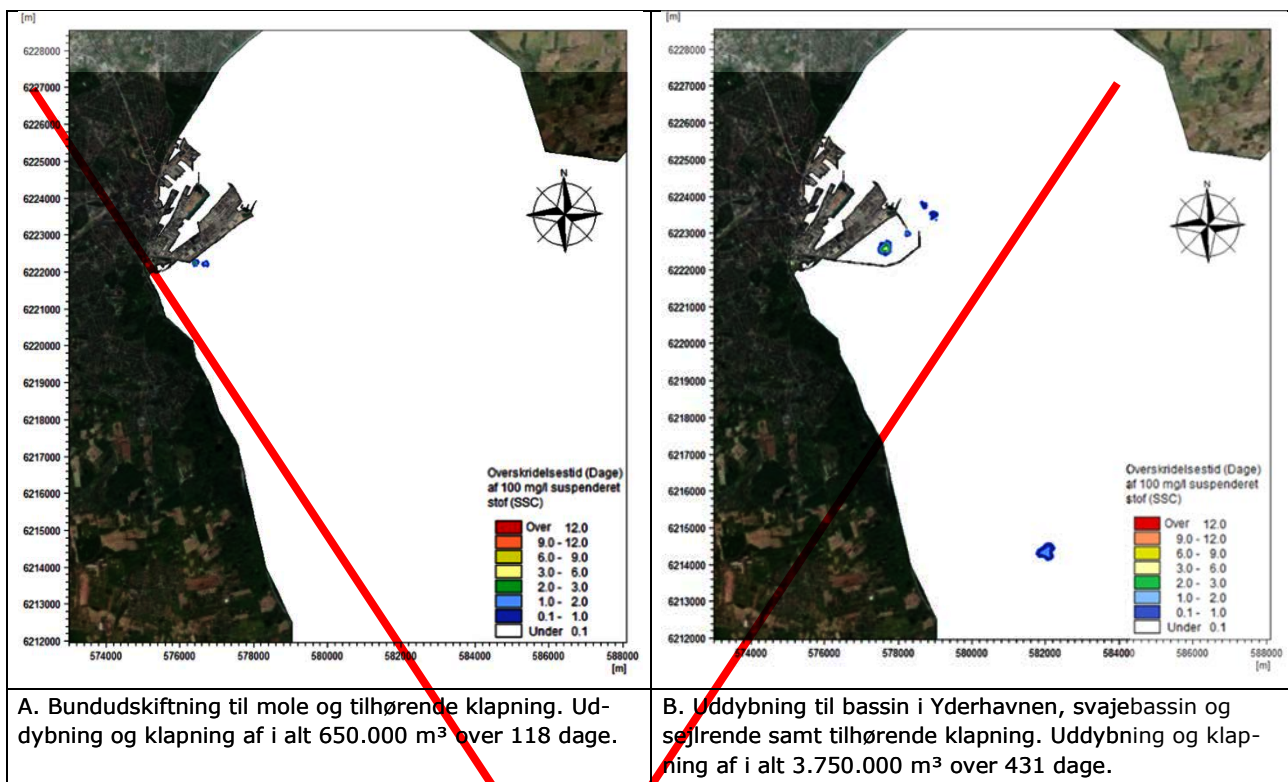 [m]
6228000
6227000
6226000
6225000
6224000
6223000
6222000
6221000
6220000
6219000
6218000
6217000
6216000
6215000
6214000
6213000
6212000
574000 576000 578000 580000 582000 584000 586000 588000
[m]
N
Overskridelsestid (Dage)
af 100 mg/l suspenderet
stof (SSC)
Over 12.0
9.0 - 12.0
6.0 - 9.0
3.0 - 6.0
2.0 - 3.0
1.0 - 2.0
0.1 - 1.0
Under 0.1
A. Bundudskiftning til mole og tilhørende klapning. Ud-
dybning og klapning af i alt 650.000 m³ over 118 dage.
[m]
6228000
6227000
6226000
6225000
6224000
6223000
6222000
6221000
6220000
6219000
6218000
6217000
6216000
6215000
6214000
6213000
6212000
574000 576000 578000 580000 582000 584000 586000 588000
[m]
N
Overskridelsestid (Dage)
af 100 mg/l suspenderet
stof (SSC)
Over 12.0
9.0 - 12.0
6.0 - 9.0
3.0 - 6.0
2.0 - 3.0
1.0 - 2.0
0.1 - 1.0
Under 0.1
B. Uddybning til bassin i Yderhavnen, svajebassin og
sejlrende samt tilhørende klapning. Uddybning og klap-
ning af i alt 3.750.000 m³ over 431 dage.